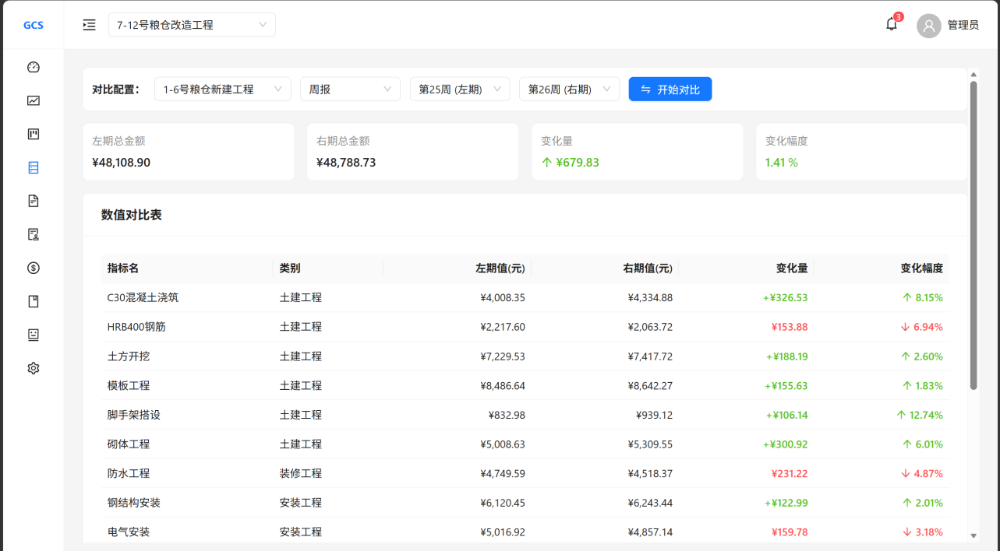 GCS
7-12号粮仓改造工程
3
管理员
对比配置：
1-6号粮仓新建工程
周报
第25周 (左期)
第26周 (右期)
开始对比
左期总金额
¥48,108.90
右期总金额
¥48,788.73
变化量
¥679.83
变化幅度
1.41 %
数值对比表
指标名 类别 左期值(元) 右期值(元) 变化量 变化幅度
C30混凝土浇筑 土建工程 ¥4,008.35 ¥4,334.88 +¥326.53 ↑ 8.15%
HRB400钢筋 土建工程 ¥2,217.60 ¥2,063.72 ¥153.88 ↓ 6.94%
土方开挖 土建工程 ¥7,229.53 ¥7,417.72 +¥188.19 ↑ 2.60%
模板工程 土建工程 ¥8,486.64 ¥8,642.27 +¥155.63 ↑ 1.83%
脚手架搭设 土建工程 ¥832.98 ¥939.12 +¥106.14 ↑ 12.74%
砌体工程 土建工程 ¥5,008.63 ¥5,309.55 +¥300.92 ↑ 6.01%
防水工程 装修工程 ¥4,749.59 ¥4,518.37 ¥231.22 ↓ 4.87%
钢结构安装 安装工程 ¥6,120.45 ¥6,243.44 +¥122.99 ↑ 2.01%
电气安装 安装工程 ¥5,016.92 ¥4,857.14 ¥159.78 ↓ 3.18%